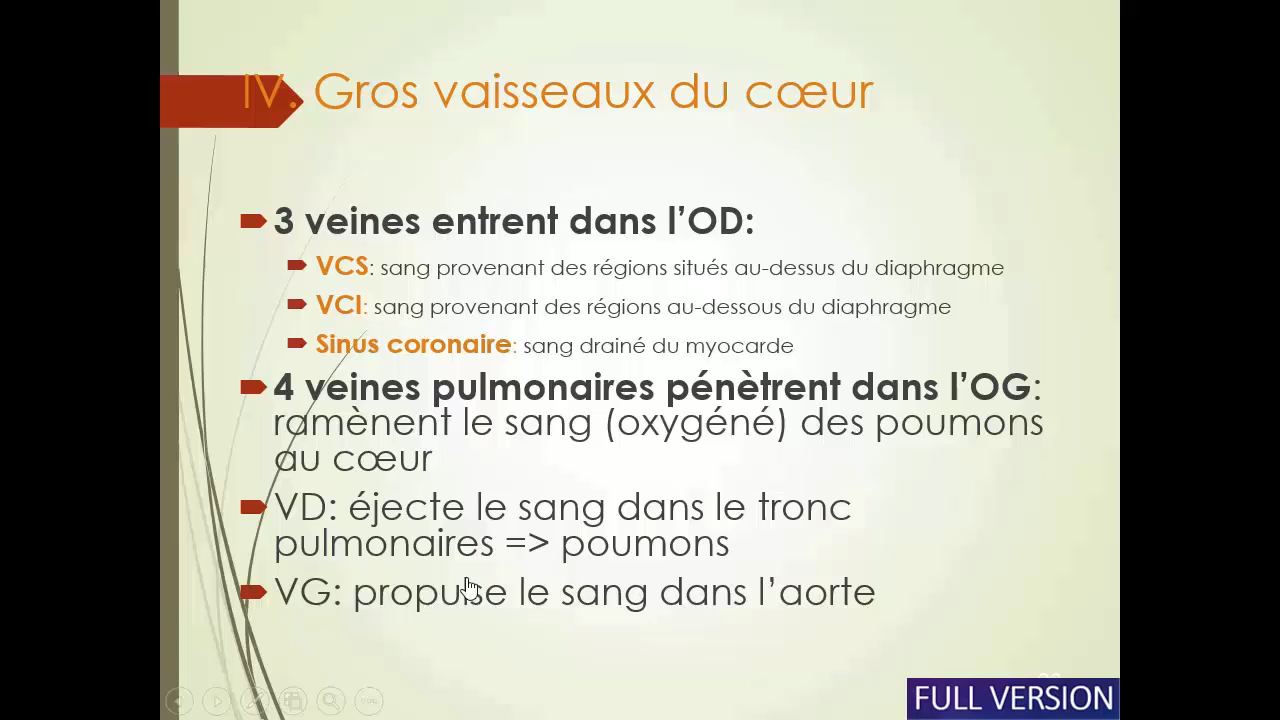 IV. Gros vaisseaux du cœur
3 veines entrent dans l’OD:
VCS: sang provenant des régions situés au-dessus du diaphragme
VCI: sang provenant des régions au-dessous du diaphragme
Sinus coronaire: sang drainé du myocarde
4 veines pulmonaires pénètrent dans l’OG:
ramènent le sang (oxygéné) des poumons
au cœur
VD: éjecte le sang dans le tronc
pulmonaires => poumons
VG: propulse le sang dans l’aorte
FULL VERSION